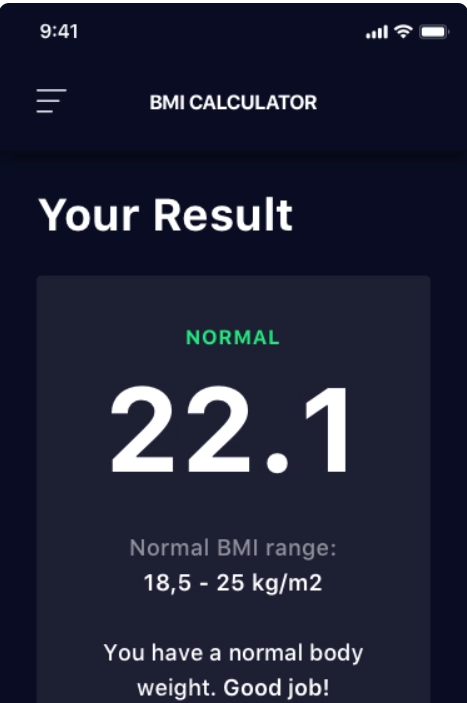 9:41
BMI CALCULATOR
Your Result
NORMAL
22.1
Normal BMI range:
18,5 - 25 kg/m2
You have a normal body
weight. Good job!